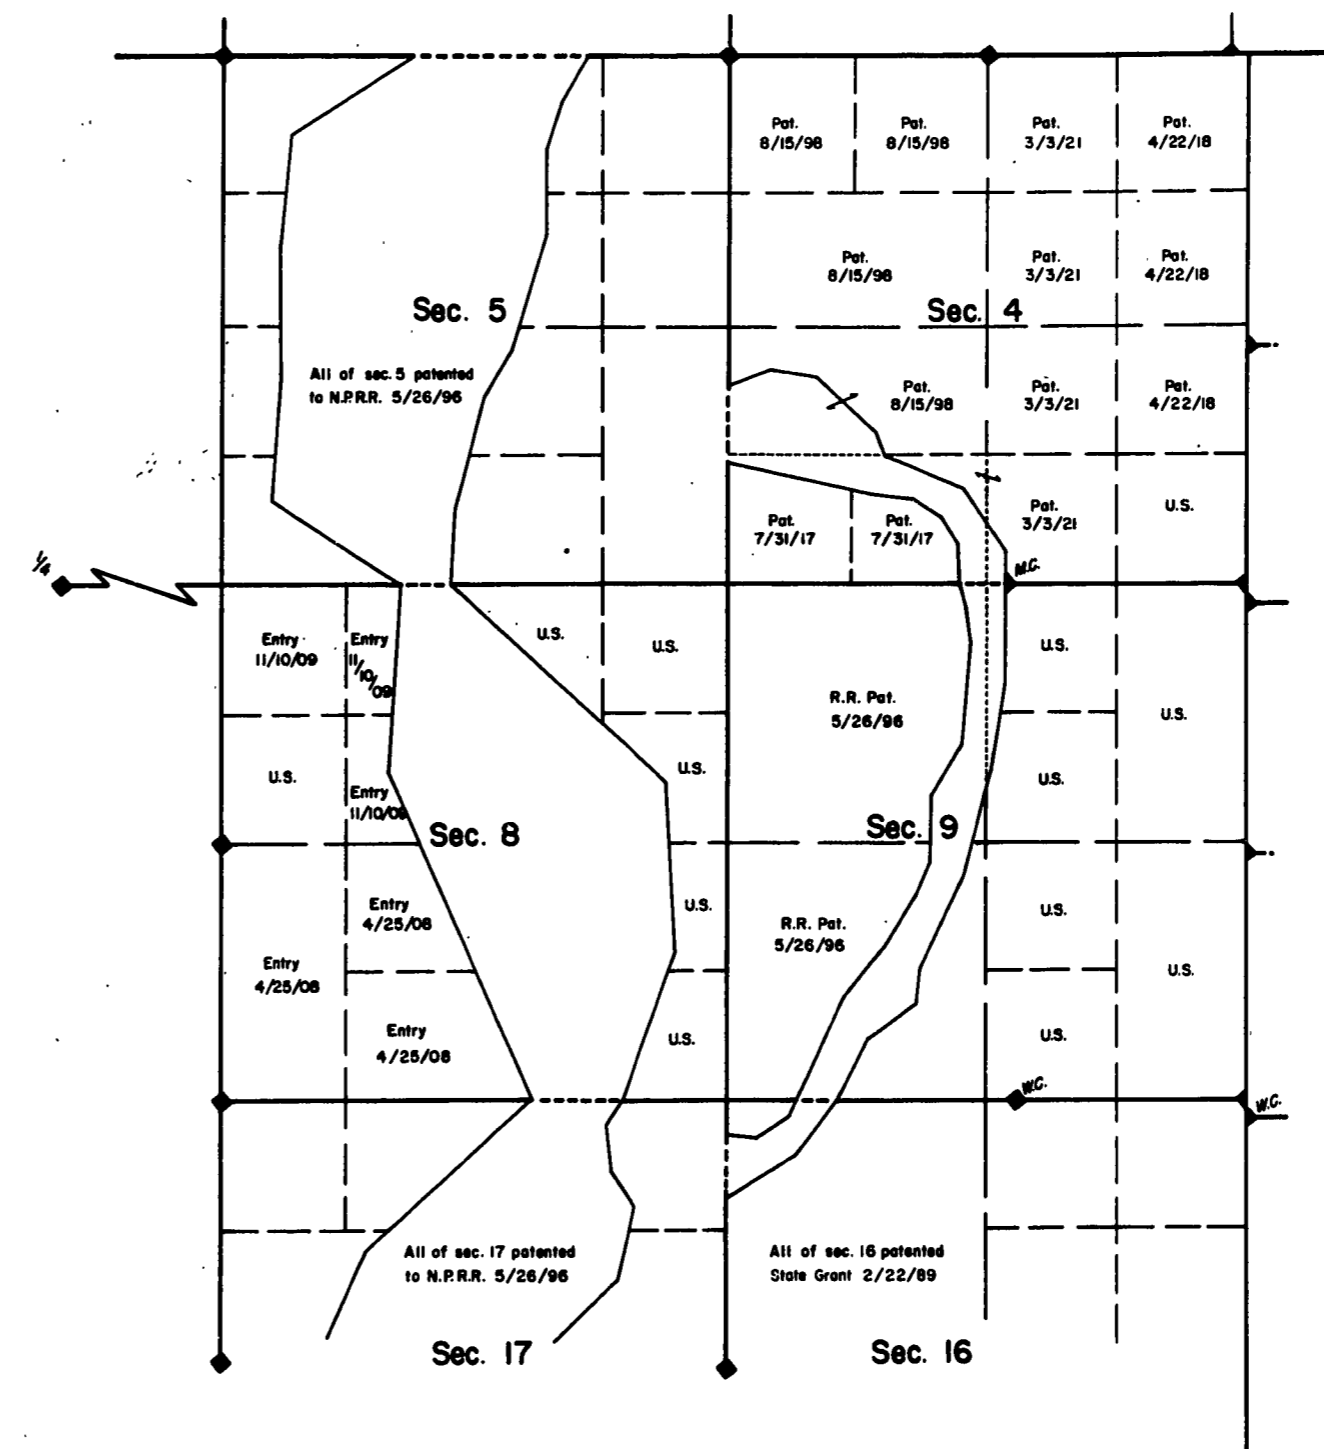 Pat.
8/15/98
Pat.
8/15/98
Pat.
3/3/21
Pat.
4/22/18
Pat.
8/15/98
Pat.
3/3/21
Pat.
4/22/18
Sec. 5
Sec. 4
All of sec. 5 patented
to N.P.R.R. 5/26/96
Pat.
8/15/98
Pat.
3/3/21
Pat.
4/22/18
Pat.
7/31/17
Pat.
7/31/17
Pat.
3/3/21
U.S.
1/4
M.C.
Entry
11/10/09
Entry
11/10/09
U.S.
U.S.
U.S.
R.R. Pat.
5/26/96
U.S.
U.S.
Entry
11/10/09
U.S.
U.S.
Sec. 8
Sec. 9
Entry
4/25/08
U.S.
R.R. Pat.
5/26/96
U.S.
Entry
4/25/08
U.S.
Entry
4/25/08
U.S.
U.S.
W.C.
W.C.
All of sec. 17 patented
to N.P.R.R. 5/26/96
All of sec. 16 patented
State Grant 2/22/89
Sec. 17
Sec. 16